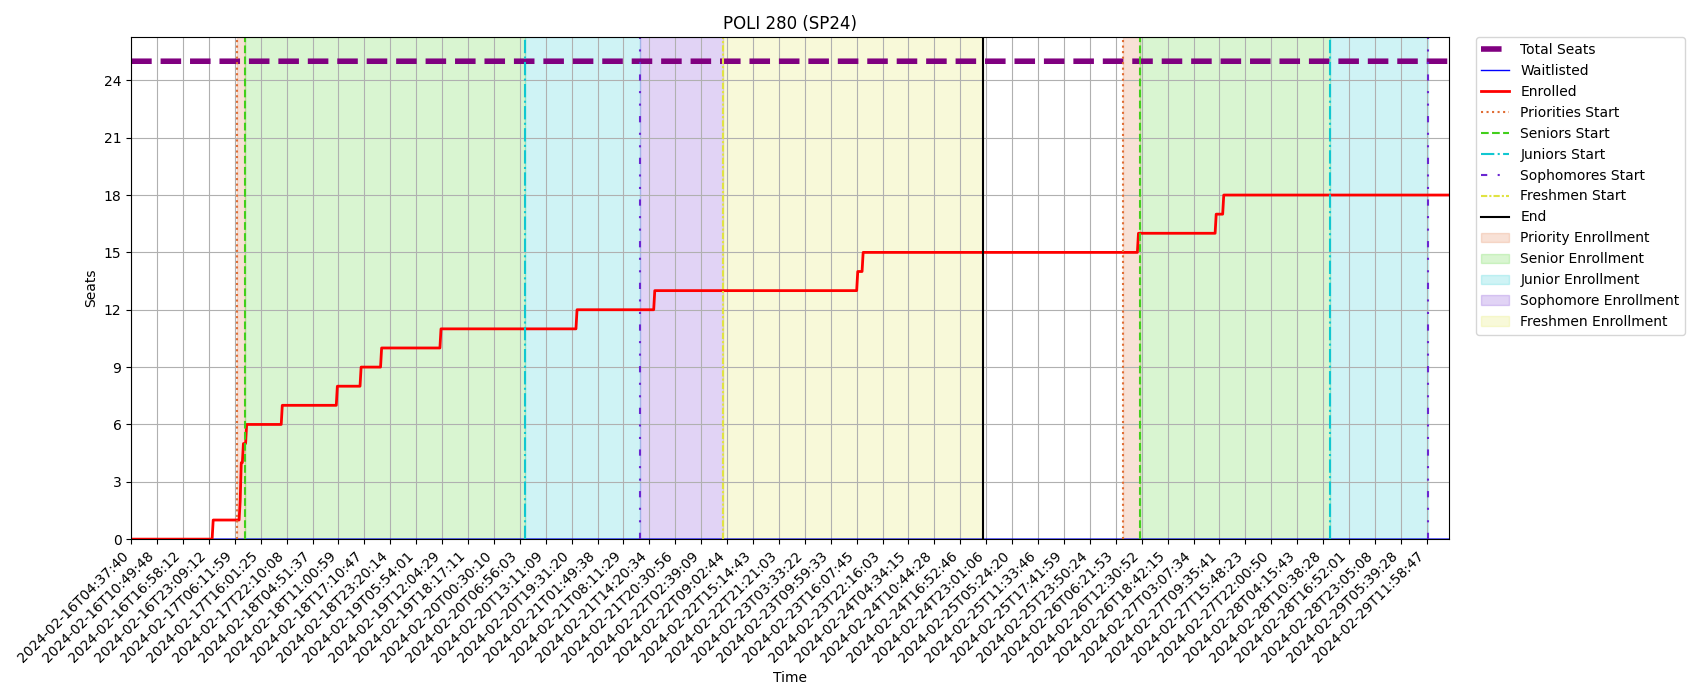 POLI 280 (SP24)
Seats
24
21
18
15
12
9
6
3
0
2024-02-16T04:37:40
2024-02-16T10:49:48
2024-02-16T16:58:12
2024-02-16T23:09:12
2024-02-17T06:11:59
2024-02-17T16:01:25
2024-02-17T22:10:08
2024-02-18T04:51:37
2024-02-18T11:00:59
2024-02-18T17:10:47
2024-02-18T23:20:14
2024-02-19T05:54:01
2024-02-19T12:04:29
2024-02-19T18:17:11
2024-02-20T00:30:10
2024-02-20T06:56:03
2024-02-20T13:11:09
2024-02-20T19:31:20
2024-02-21T01:49:38
2024-02-21T08:11:29
2024-02-21T14:20:34
2024-02-21T20:30:56
2024-02-22T02:39:09
2024-02-22T09:02:44
2024-02-22T15:14:43
2024-02-22T21:21:03
2024-02-23T03:33:22
2024-02-23T09:59:33
2024-02-23T16:07:45
2024-02-23T22:16:03
2024-02-24T04:34:15
2024-02-24T10:44:28
2024-02-24T16:52:46
2024-02-24T23:01:06
2024-02-25T05:24:20
2024-02-25T11:33:46
2024-02-25T17:41:59
2024-02-25T23:50:24
2024-02-26T06:21:53
2024-02-26T12:30:52
2024-02-26T18:42:15
2024-02-27T03:07:34
2024-02-27T09:35:41
2024-02-27T15:48:23
2024-02-27T22:00:50
2024-02-28T04:15:43
2024-02-28T10:38:28
2024-02-28T16:52:01
2024-02-28T23:05:08
2024-02-29T05:39:28
2024-02-29T11:58:47
Time
Total Seats
Waitlisted
Enrolled
Priorities Start
Seniors Start
Juniors Start
Sophomores Start
Freshmen Start
End
Priority Enrollment
Senior Enrollment
Junior Enrollment
Sophomore Enrollment
Freshmen Enrollment